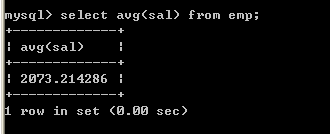 mysql> select avg(sal) from emp;
+-------------+
| avg(sal)    |
+-------------+
| 2073.214286 |
+-------------+
1 row in set (0.00 sec)